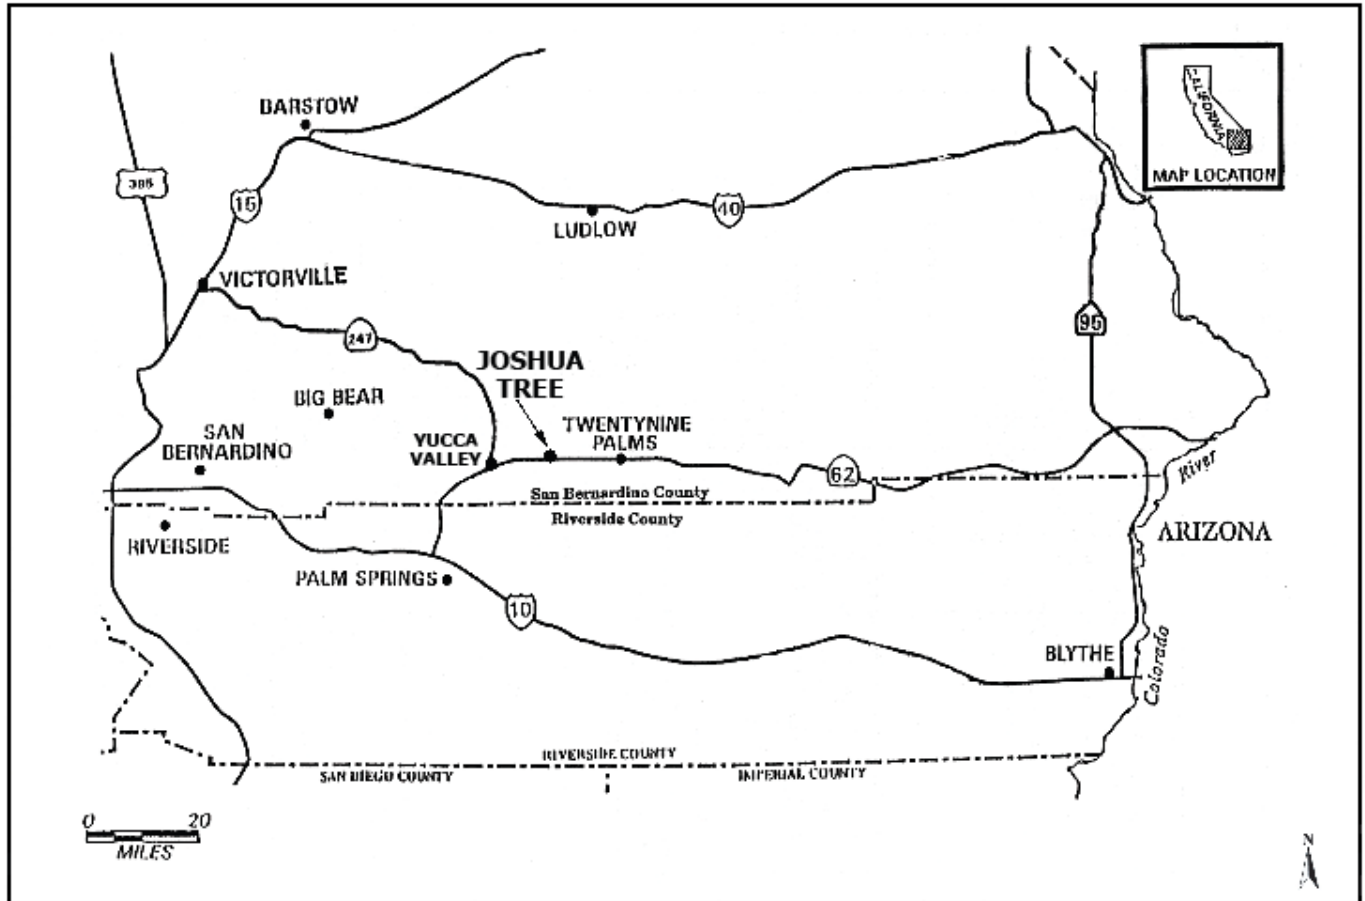 BARSTOW
MAP LOCATION
CALIFORNIA
395
15
40
LUDLOW
VICTORVILLE
247
95
JOSHUA
TREE
BIG BEAR
TWENTYNINE
PALMS
SAN
BERNARDINO
YUCCA
VALLEY
62
River
San Bernardino County
Riverside County
RIVERSIDE
ARIZONA
PALM SPRINGS
10
BLYTHE
Colorado
RIVERSIDE COUNTY
SAN DIEGO COUNTY
IMPERIAL COUNTY
0 20
MILES
N